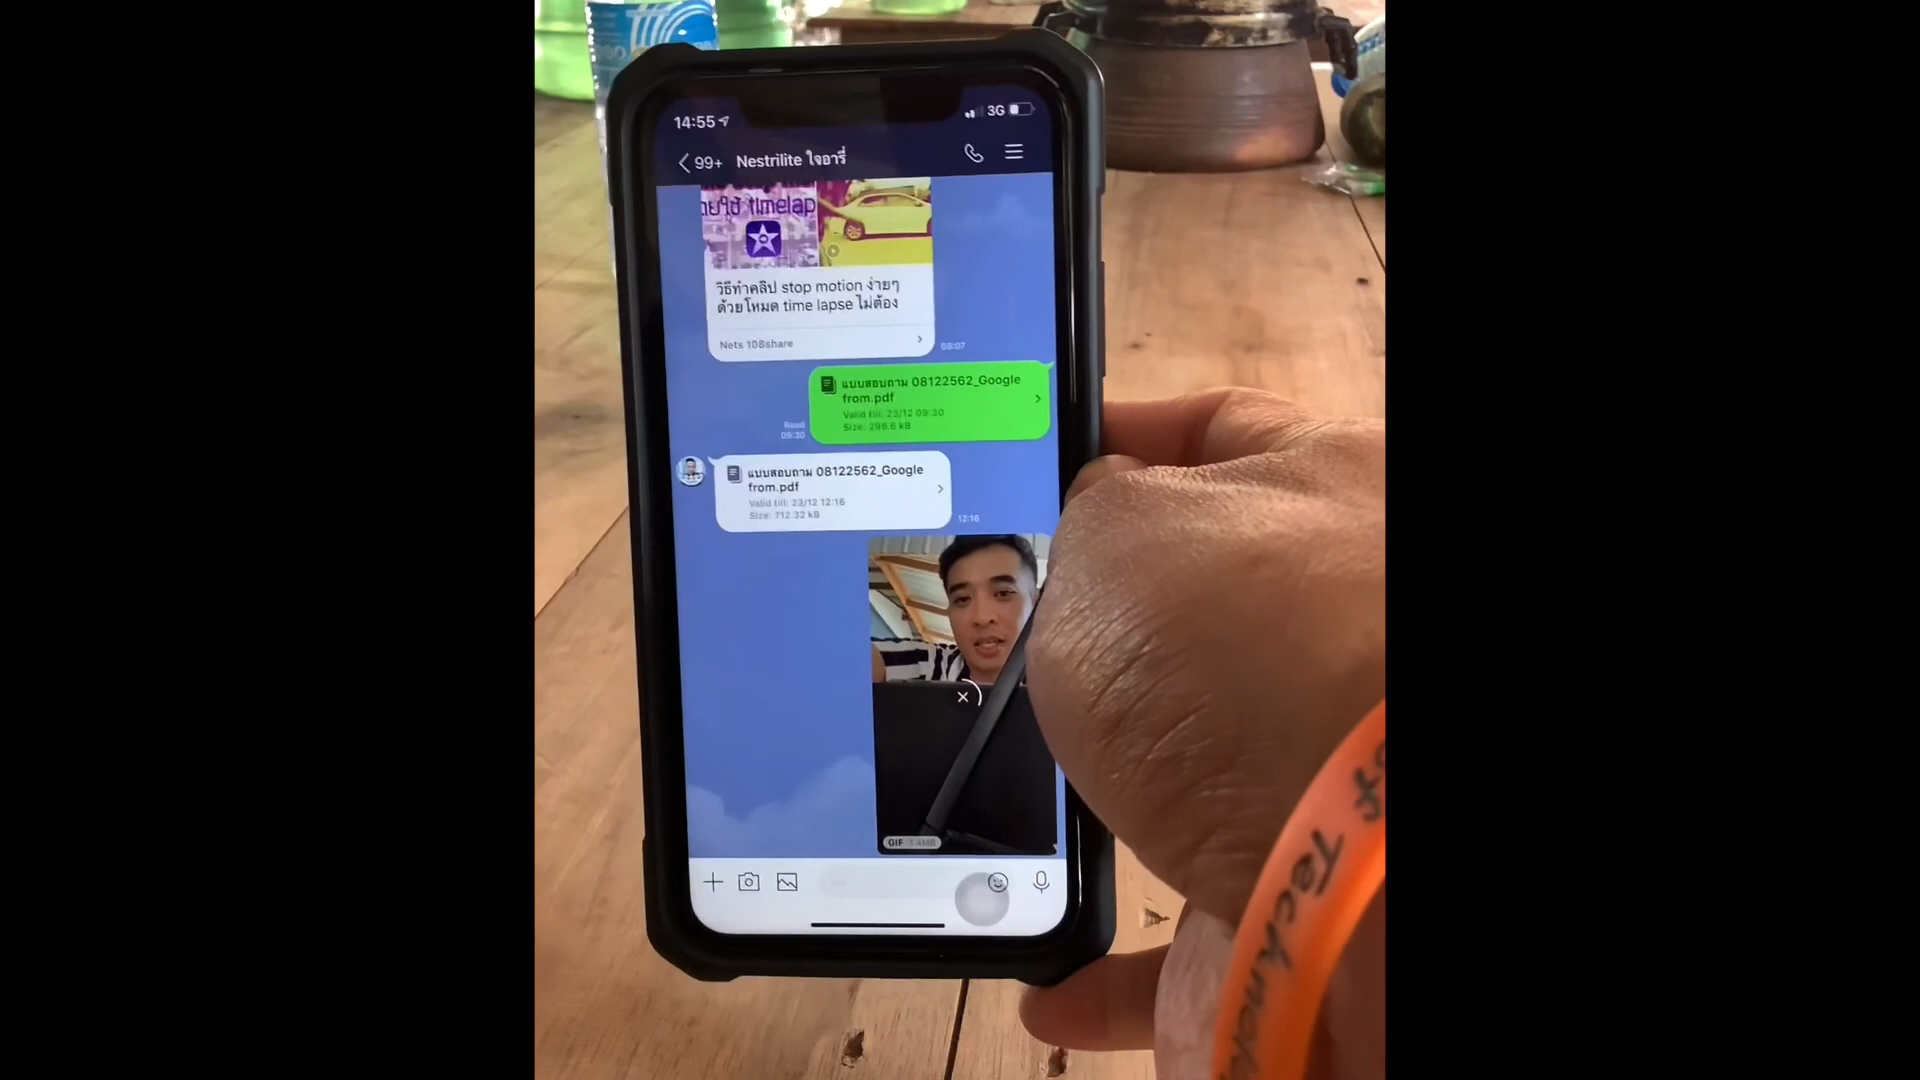 14:55
3G
99+ Nestrilite ใจอารี่
timelap
วิธีทำคลิป stop motion ง่ายๆ
ด้วยโหมด time lapse ไม่ต้อง
Nets 108share
08:07
แบบสอบถาม 08122562_Google
from.pdf
Valid till: 23/12 09:30
Size: 296.6 kB
Read
09:30
แบบสอบถาม 08122562_Google
from.pdf
Valid till: 23/12 12:16
Size: 712.32 kB
12:16
GIF 1.4MB